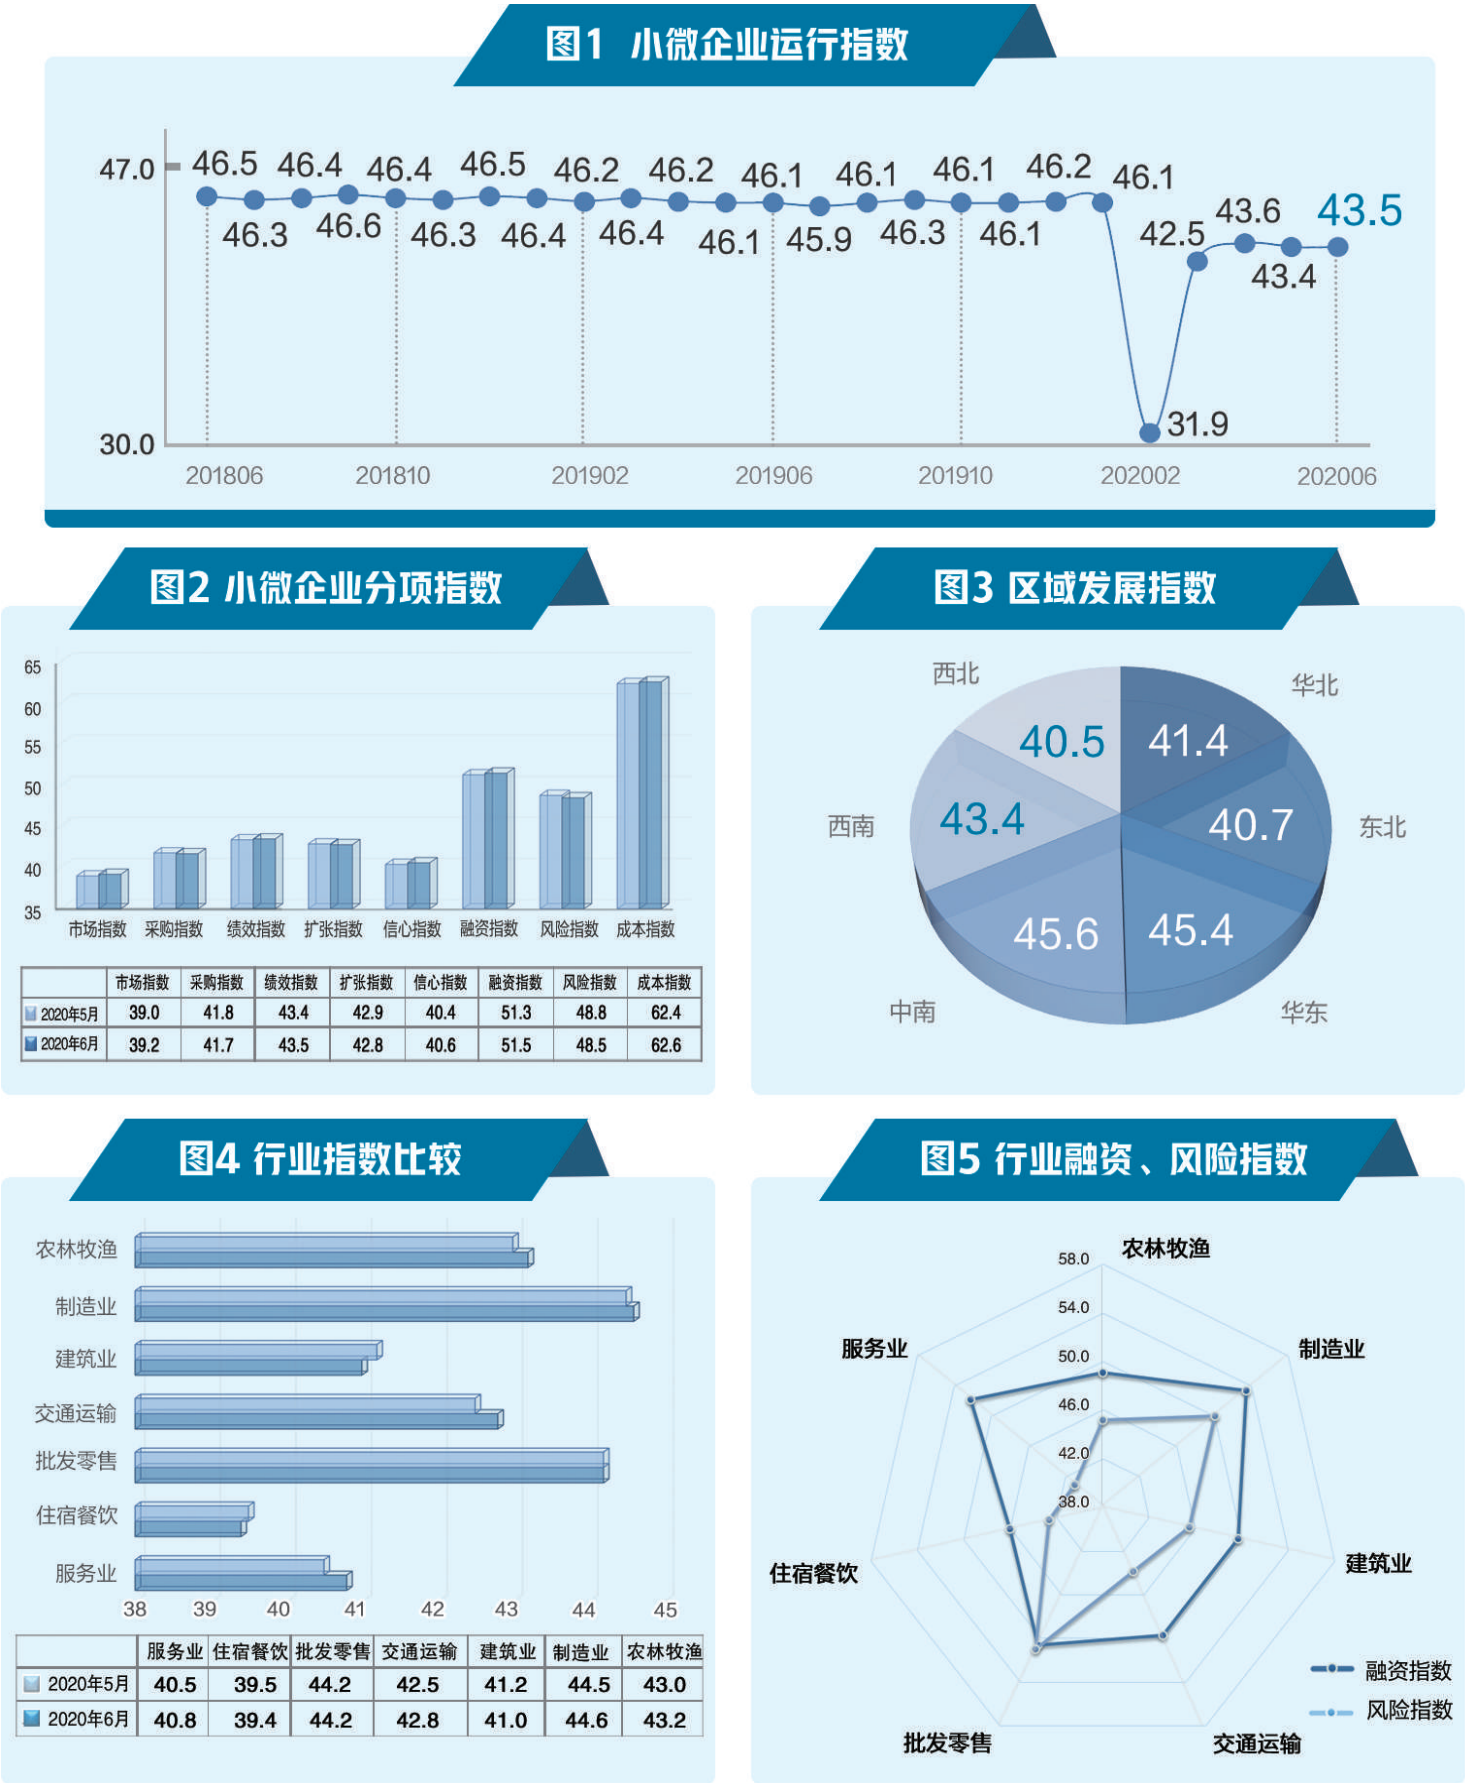 图1 小微企业运行指数
47.0
46.5 46.4 46.4 46.5 46.2 46.2 46.1 46.1 46.1 46.2 46.1
46.3 46.6 46.3 46.4 46.4 46.1 45.9 46.3 46.1
42.5 43.6 43.5
43.4
31.9
30.0
201806 201810 201902 201906 201910 202002 202006
图2 小微企业分项指数
65
60
55
50
45
40
35
市场指数 采购指数 绩效指数 扩张指数 信心指数 融资指数 风险指数 成本指数
市场指数 采购指数 绩效指数 扩张指数 信心指数 融资指数 风险指数 成本指数
2020年5月 39.0 41.8 43.4 42.9 40.4 51.3 48.8 62.4
2020年6月 39.2 41.7 43.5 42.8 40.6 51.5 48.5 62.6
图3 区域发展指数
西北 华北
40.5 41.4
西南 43.4 40.7 东北
45.6 45.4
中南 华东
图4 行业指数比较
农林牧渔
制造业
建筑业
交通运输
批发零售
住宿餐饮
服务业
38 39 40 41 42 43 44 45
服务业 住宿餐饮 批发零售 交通运输 建筑业 制造业 农林牧渔
2020年5月 40.5 39.5 44.2 42.5 41.2 44.5 43.0
2020年6月 40.8 39.4 44.2 42.8 41.0 44.6 43.2
图5 行业融资、风险指数
农林牧渔
58.0
54.0
服务业 50.0 制造业
46.0
42.0
38.0
住宿餐饮 建筑业
融资指数
风险指数
批发零售 交通运输